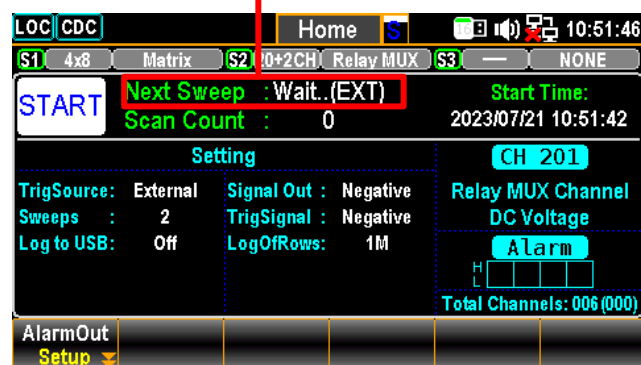 LOC CDC Home S 16 10:51:46
S1 4x8 Matrix S2 20+2CH Relay MUX S3 — NONE
START
Next Sweep : Wait..(EXT)
Scan Count : 0
Start Time:
2023/07/21 10:51:42
Setting
TrigSource: External Signal Out : Negative
Sweeps : 2 TrigSignal : Negative
Log to USB: Off LogOfRows: 1M
CH 201
Relay MUX Channel
DC Voltage
Alarm
H
L
Total Channels: 006 (000)
AlarmOut
Setup